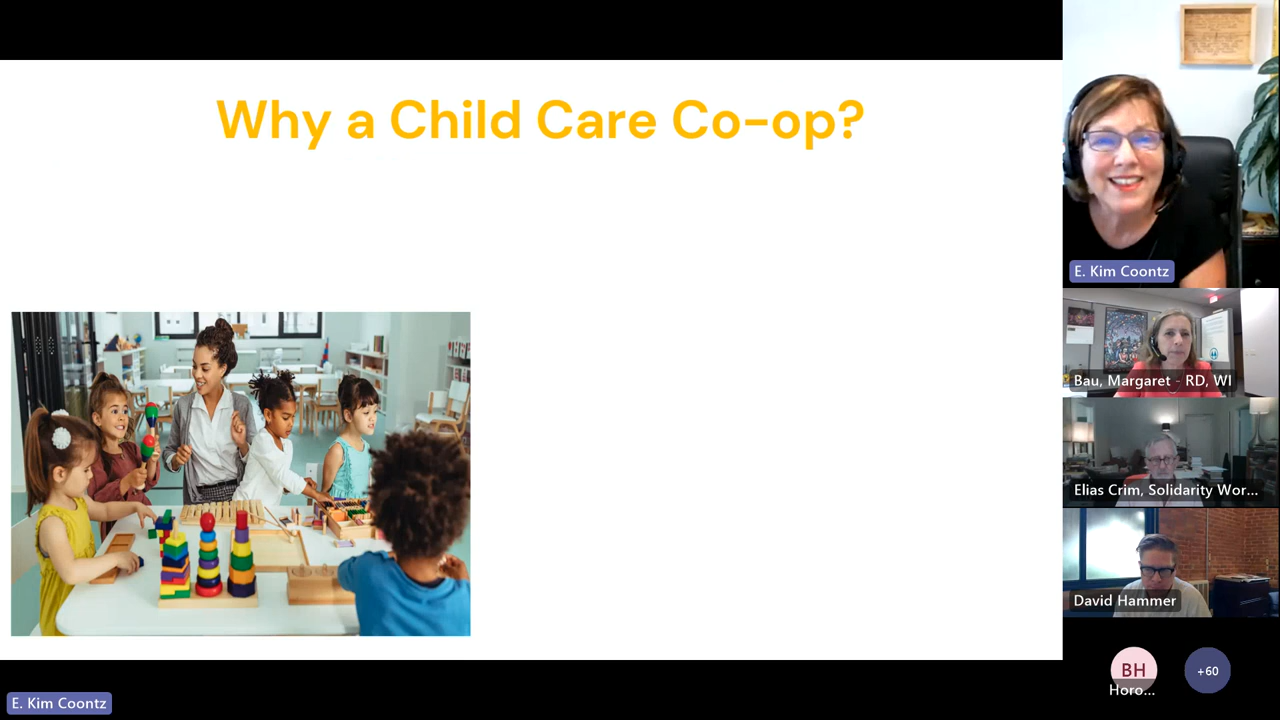 Why a Child Care Co-op?
E. Kim Coontz
Bau, Margaret - RD, WI
Elias Crim, Solidarity Wor...
David Hammer
BH
Horo...
+60
E. Kim Coontz